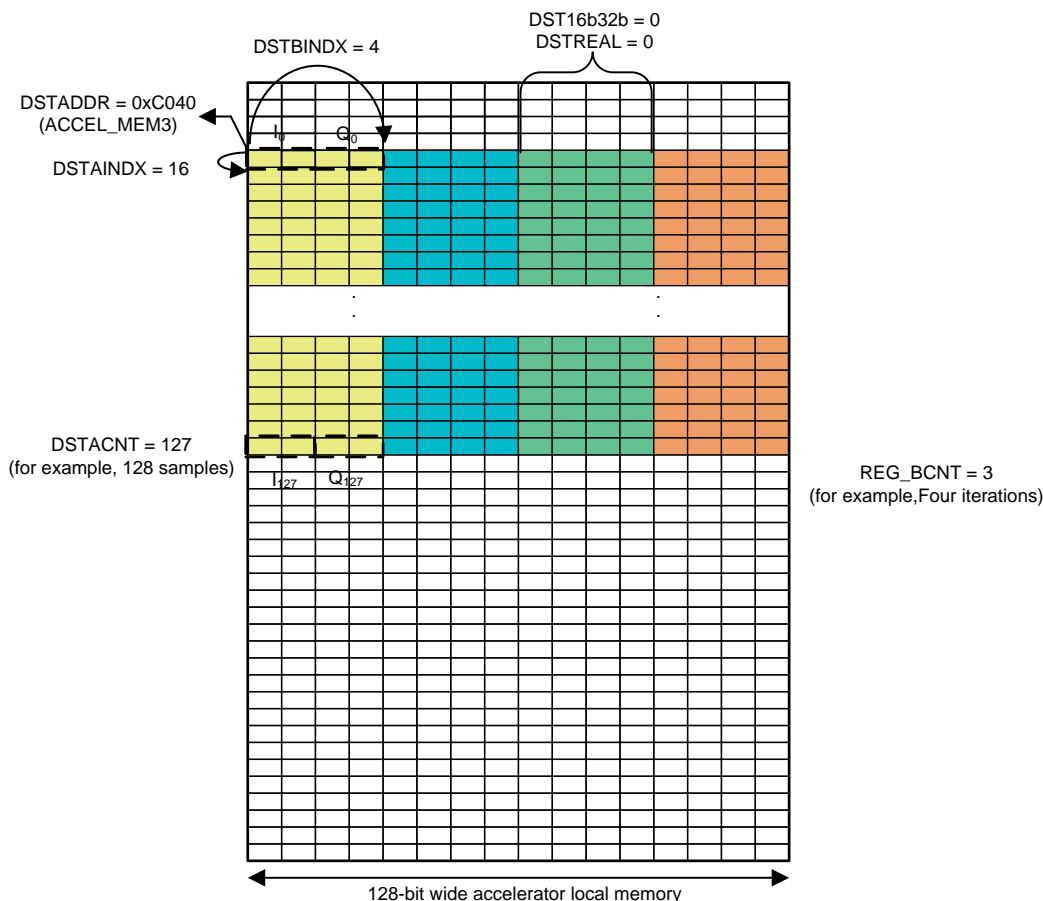 DST16b32b = 0
DSTREAL = 0
DSTBINDX = 4
DSTADDR = 0xC040
(ACCEL_MEM3)
I0 Q0
DSTAINDX = 16
DSTACNT = 127
(for example, 128 samples)
I127 Q127
REG_BCNT = 3
(for example,Four iterations)
128-bit wide accelerator local memory